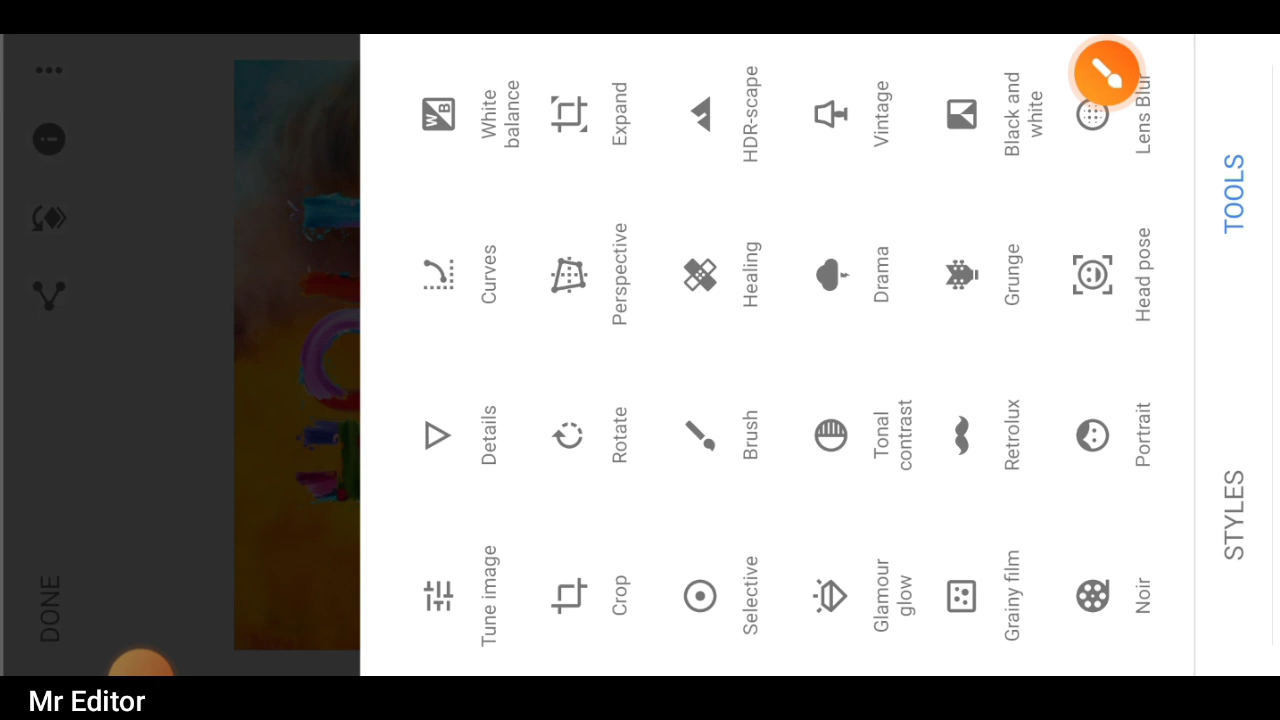 DONE
Tune image
Details
Curves
White
balance
Crop
Rotate
Perspective
Expand
Selective
Brush
Healing
HDR-scape
Glamour
glow
Tonal
contrast
Drama
Vintage
Grainy film
Retrolux
Grunge
Black and
white
Noir
Portrait
Head pose
Lens Blur
STYLES
TOOLS
Mr Editor